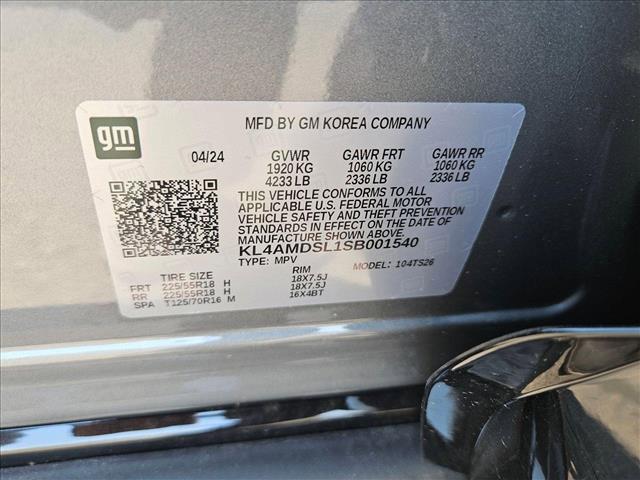 gm
MFD BY GM KOREA COMPANY
04/24 GVWR GAWR FRT GAWR RR
1920 KG 1060 KG 1060 KG
4233 LB 2336 LB 2336 LB
THIS VEHICLE CONFORMS TO ALL
APPLICABLE U.S. FEDERAL MOTOR
VEHICLE SAFETY AND THEFT PREVENTION
STANDARDS IN EFFECT ON THE DATE OF
MANUFACTURE SHOWN ABOVE.
KL4AMDSL1SB001540
TYPE: MPV MODEL: 104TS26
TIRE SIZE RIM
FRT 225/55R18 H 18X7.5J
RR 225/55R18 H 18X7.5J
SPA T125/70R16 M 16X4BT